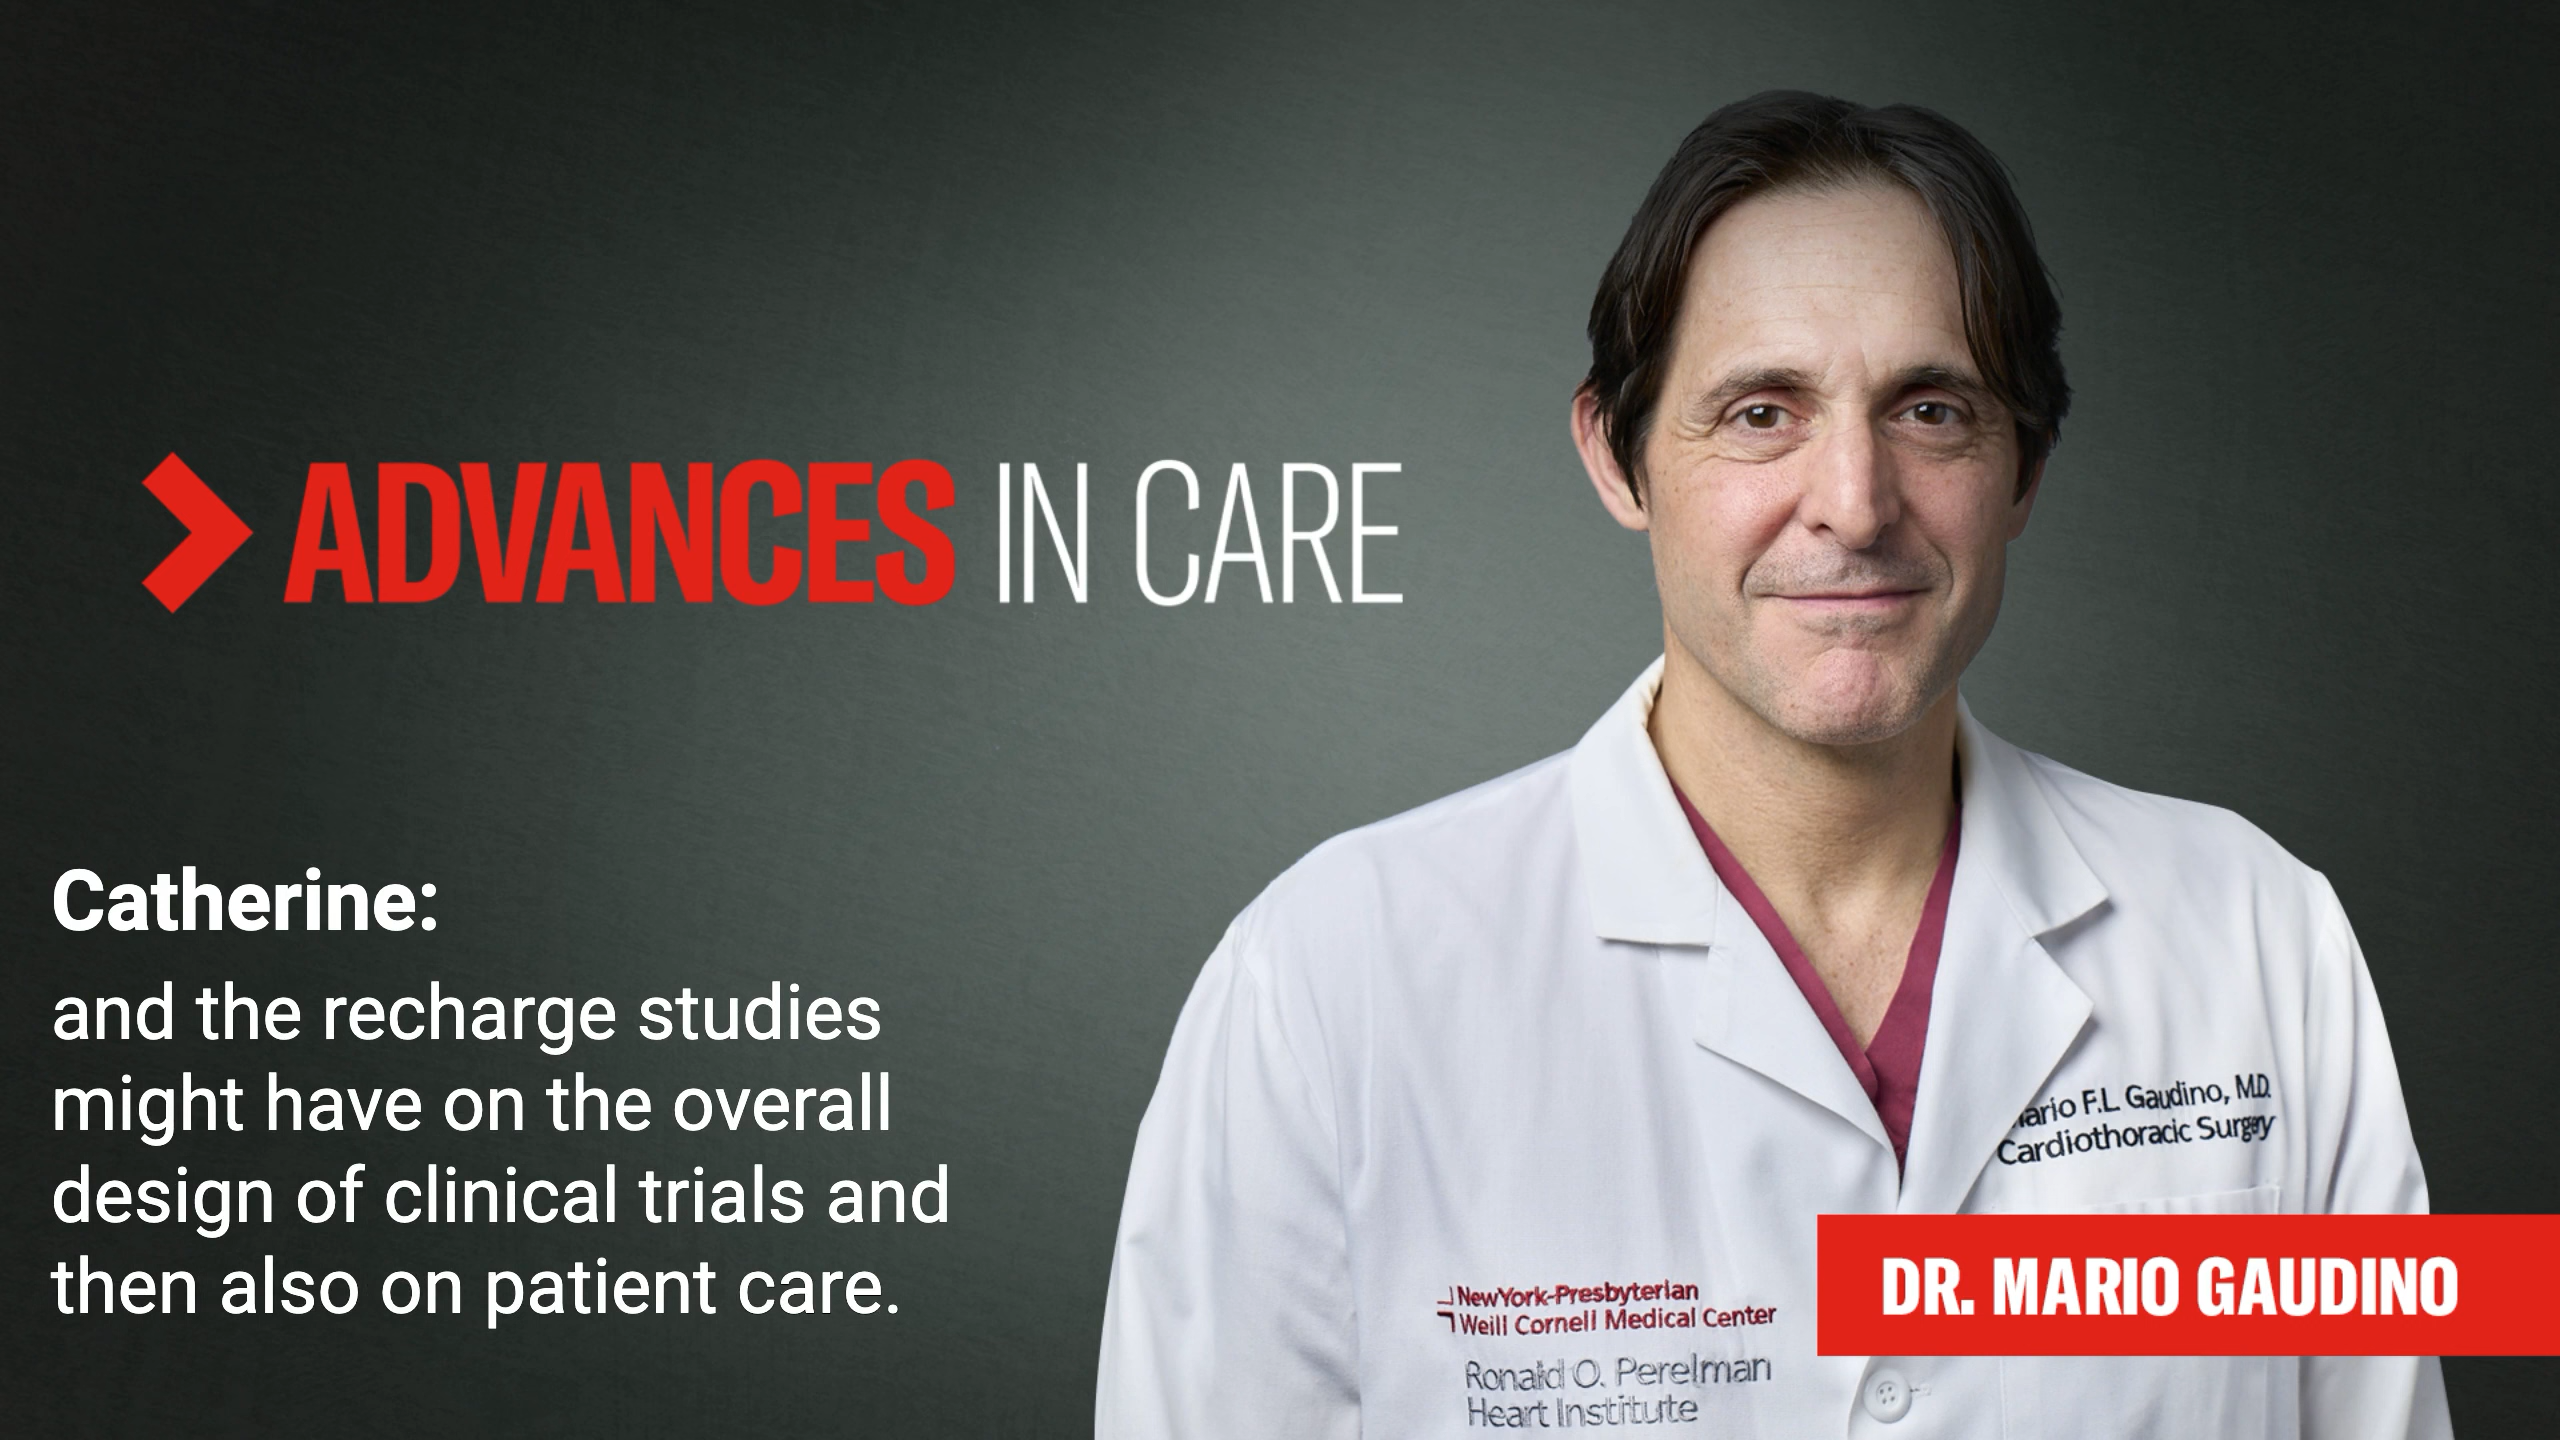 ADVANCES IN CARE
Catherine:
and the recharge studies
might have on the overall
design of clinical trials and
then also on patient care.
ario F.L. Gaudino, M.D.
Cardiothoracic Surgery
NewYork-Presbyterian
Weill Cornell Medical Center
Ronald O. Perelman
Heart Institute
DR. MARIO GAUDINO